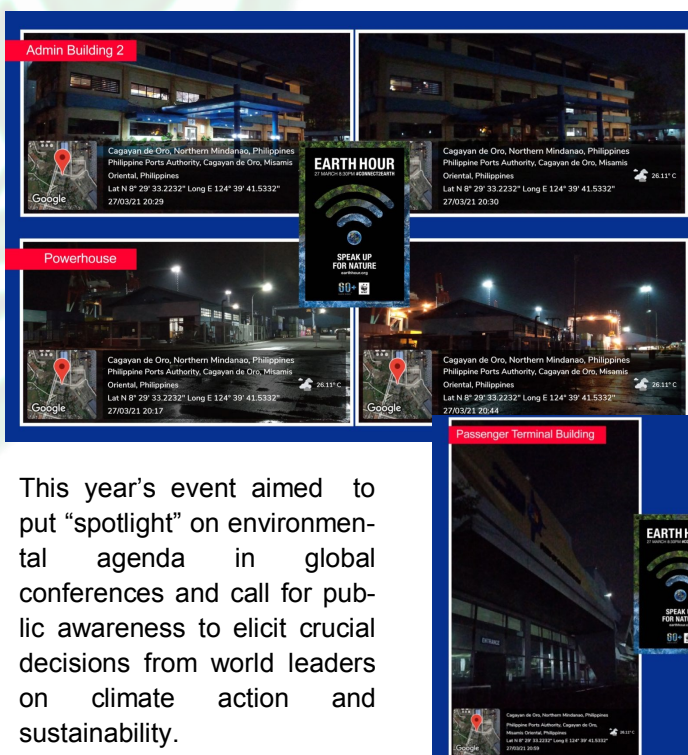 Admin Building 2
Cagayan de Oro, Northern Mindanao, Philippines
Philippine Ports Authority, Cagayan de Oro, Misamis
Oriental, Philippines
Lat N 8° 29' 33.2232" Long E 124° 39' 41.5332"
27/03/21 20:29
Google
Cagayan de Oro, Northern Mindanao, Philippines
Philippine Ports Authority, Cagayan de Oro, Misamis
Oriental, Philippines
26.11° C
Lat N 8° 29' 33.2232" Long E 124° 39' 41.5332"
27/03/21 20:30
EARTH HOUR
27 MARCH 8:30PM #CONNECT2EARTH
SPEAK UP
FOR NATURE
earthhour.org
60+
Powerhouse
Cagayan de Oro, Northern Mindanao, Philippines
Philippine Ports Authority, Cagayan de Oro, Misamis
Oriental, Philippines
26.11° C
Lat N 8° 29' 33.2232" Long E 124° 39' 41.5332"
27/03/21 20:17
Google
Cagayan de Oro, Northern Mindanao, Philippines
Philippine Ports Authority, Cagayan de Oro, Misamis
Oriental, Philippines
26.11° C
Lat N 8° 29' 33.2232" Long E 124° 39' 41.5332"
27/03/21 20:44
Google
This year’s event aimed to
put “spotlight” on environmen-
tal agenda in global
conferences and call for pub-
lic awareness to elicit crucial
decisions from world leaders
on climate action and
sustainability.
Passenger Terminal Building
ENTRANCE
Cagayan de Oro, Northern Mindanao, Philippines
Philippine Ports Authority, Cagayan de Oro,
Misamis Oriental, Philippines
26.11° C
Lat N 8° 29' 33.2232" Long E 124° 39' 41.5332"
27/03/21 20:59
Google
EARTH H
SPEAK
FOR NAT
60+